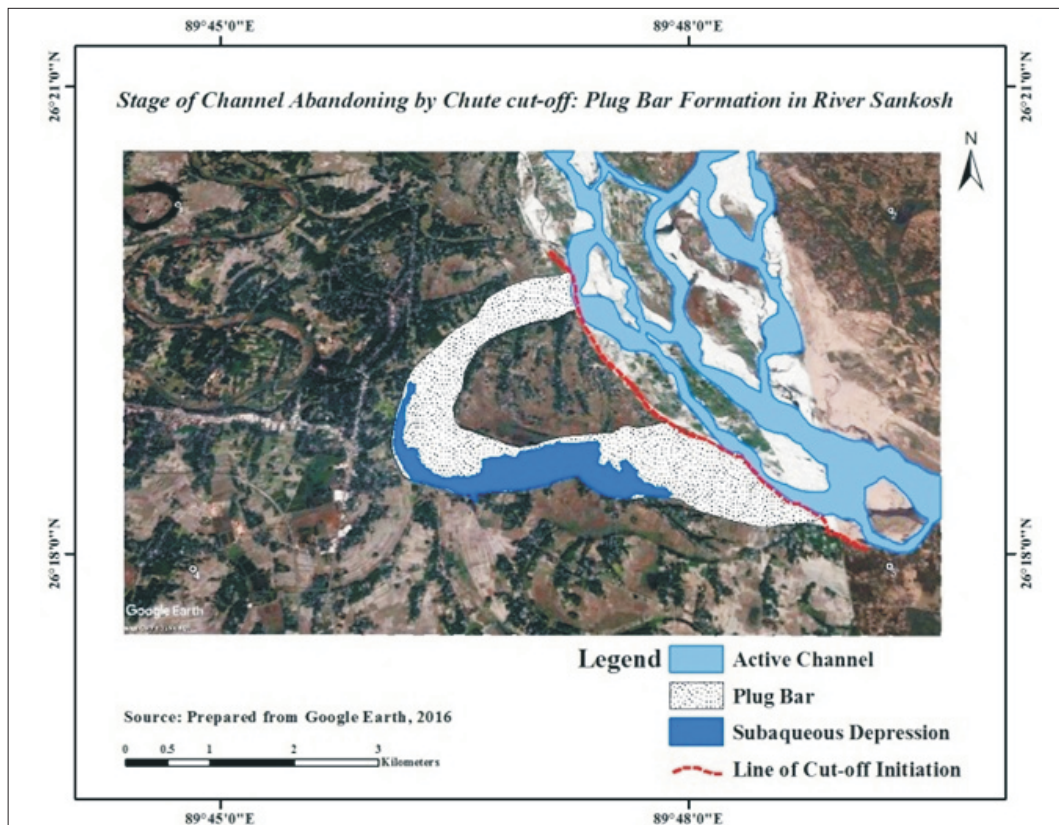 89°45'0"E 89°48'0"E
26°21'0"N 26°21'0"N
Stage of Channel Abandoning by Chute cut-off: Plug Bar Formation in River Sankosh
N
26°18'0"N 26°18'0"N
Google Earth
Legend
Active Channel
Plug Bar
Subaqueous Depression
Line of Cut-off Initiation
Source: Prepared from Google Earth, 2016
0 0.5 1 2 3
Kilometers
89°45'0"E 89°48'0"E